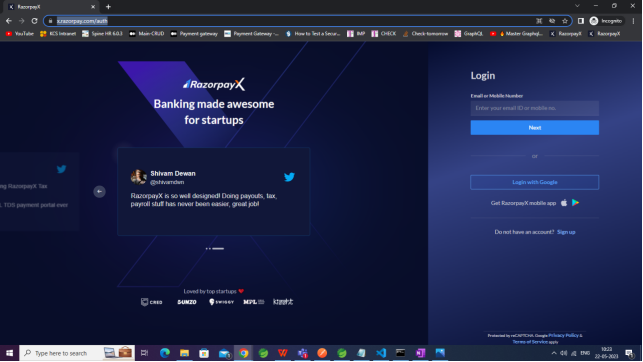 RazorpayX
x.razorpay.com/auth
Incognito
YouTube
KCS Intranet
Spine HR 6.0.3
Main-CRUD
Payment gateway
Payment Gateway -...
How to Test a Secur...
IMP
CHECK
Check-tomorrow
GraphQL
Master Graphql...
RazorpayX
RazorpayX
RazorpayX
Banking made awesome
for startups
ng RazorpayX Tax
, TDS payment portal over
Shivam Dewan
@shivamdwn
RazorpayX is so well designed! Doing payouts, tax,
payroll stuff has never been easier, great job!
Loved by top startups
CRED
DUNZO
SWIGGY
MPL
khatabook
Login
Email or Mobile Number
Enter your email ID or mobile no.
Next
or
Login with Google
Get RazorpayX mobile app
Do not have an account? Sign up
Protected by reCAPTCHA. Google Privacy Policy &
Terms of Service apply
Type here to search
ENG
10:23
22-05-2023